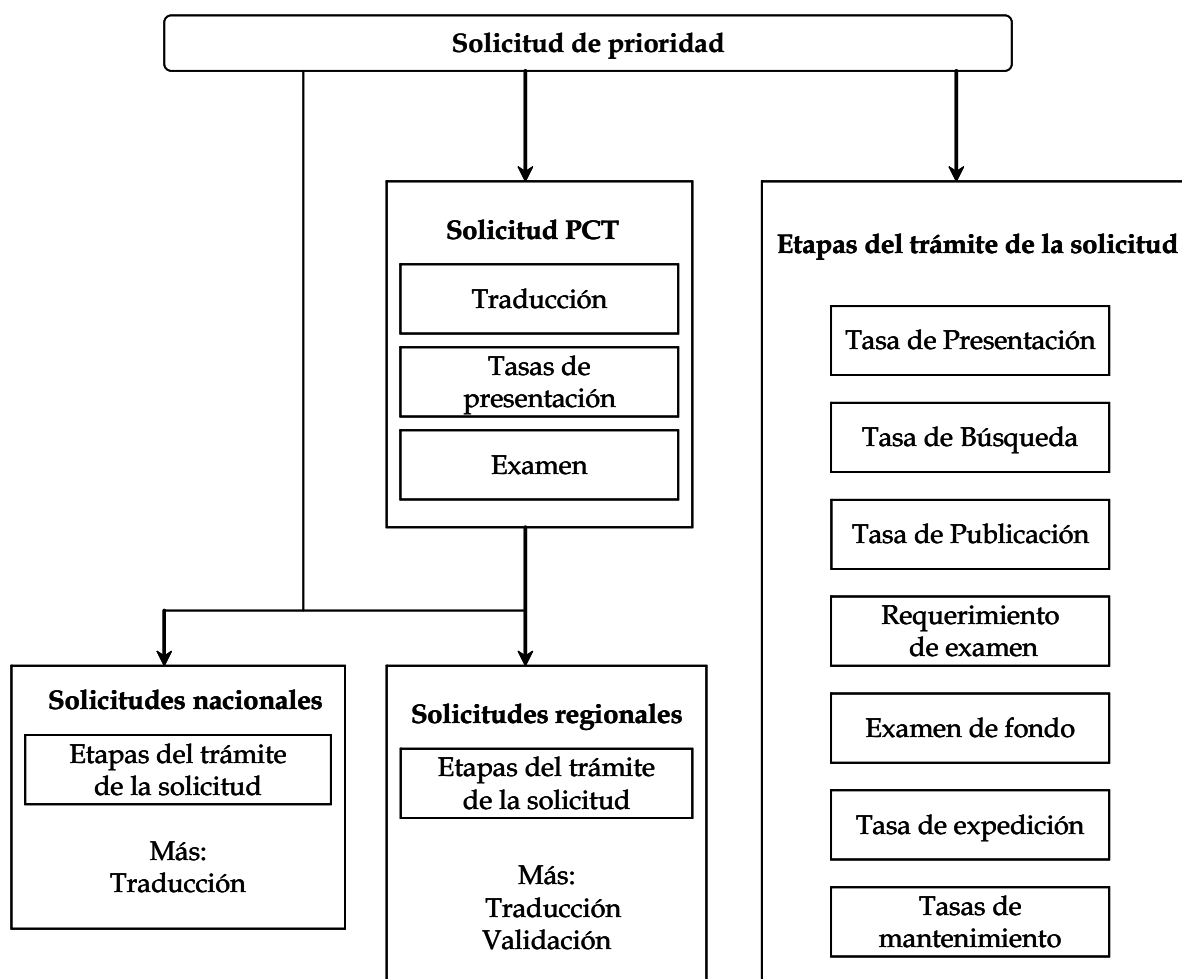 Solicitud de prioridad
Solicitud PCT
Traducción
Tasas de
presentación
Examen
Etapas del trámite de la solicitud
Tasa de Presentación
Tasa de Búsqueda
Tasa de Publicación
Requerimiento
de examen
Examen de fondo
Tasa de expedición
Tasas de
mantenimiento
Solicitudes nacionales
Etapas del trámite
de la solicitud
Más:
Traducción
Solicitudes regionales
Etapas del trámite
de la solicitud
Más:
Traducción
Validación